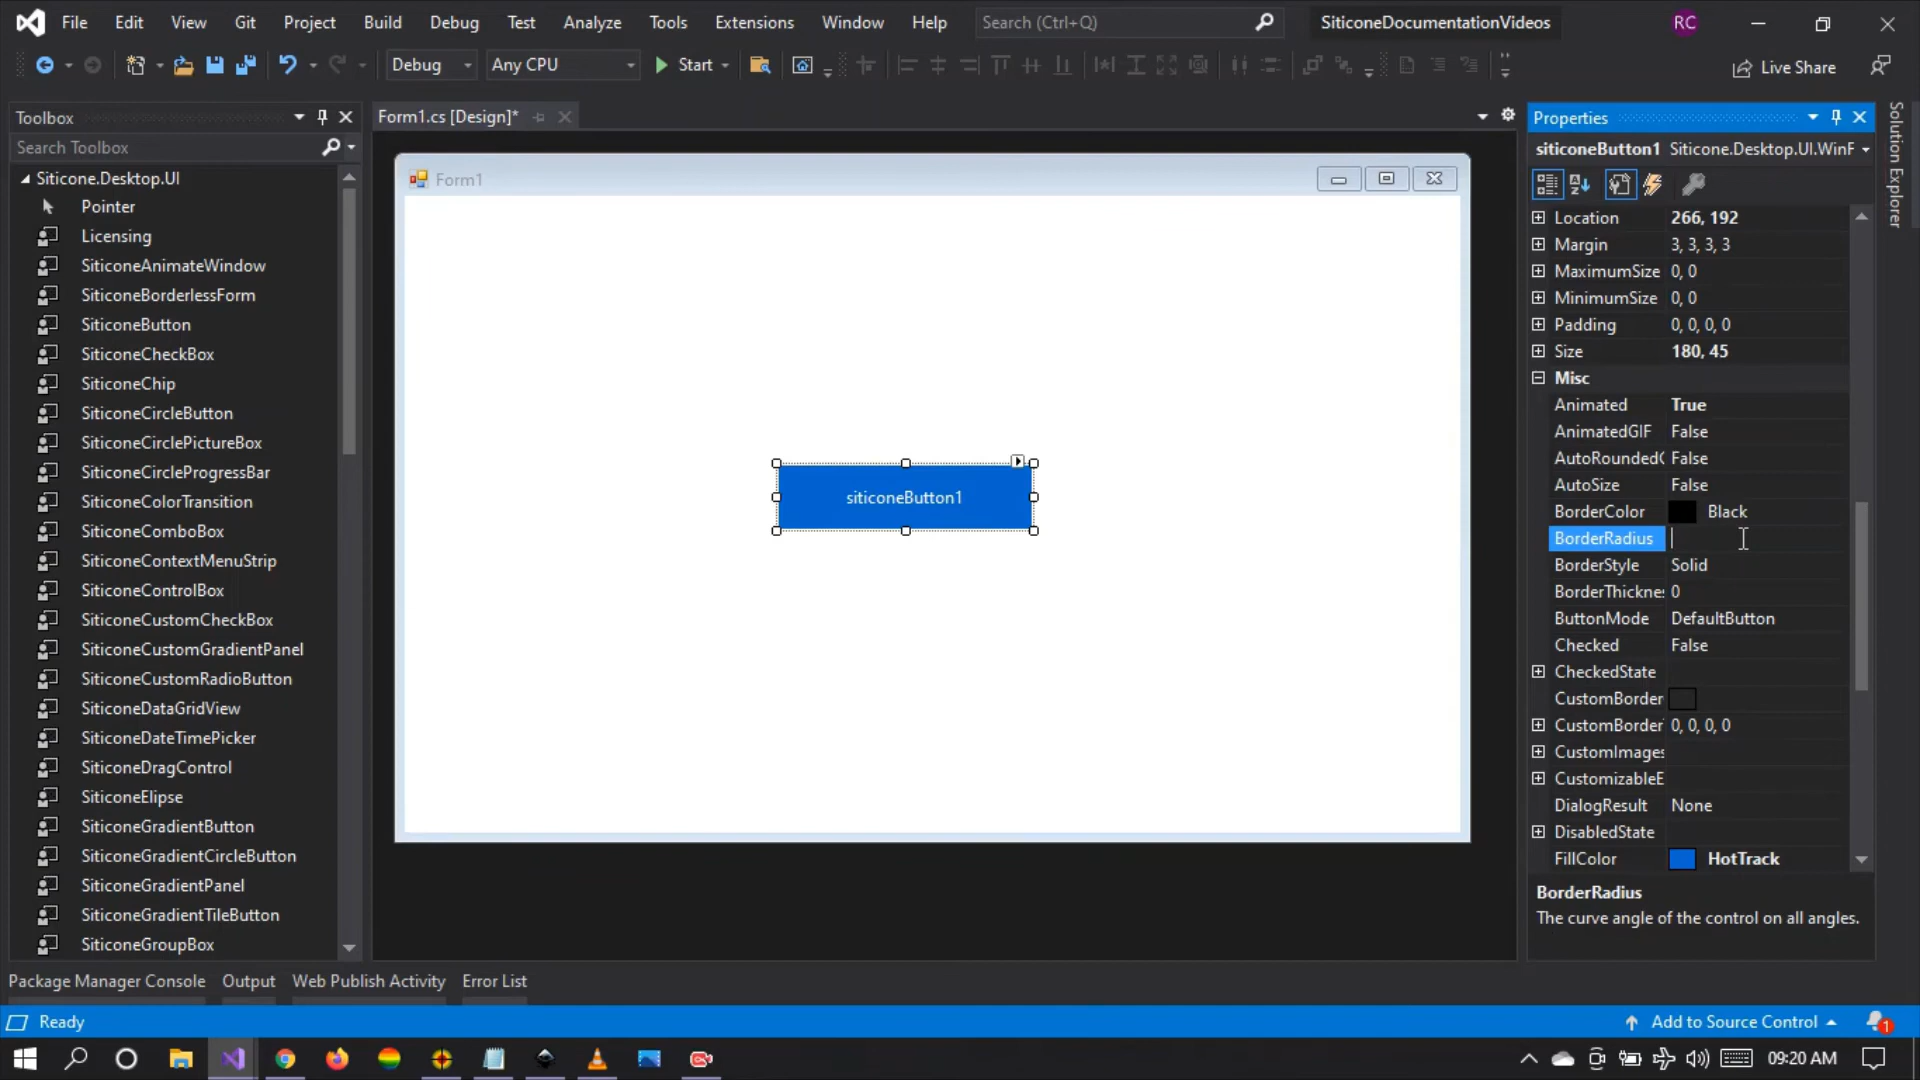 File Edit View Git Project Build Debug Test Analyze Tools Extensions Window Help Search (Ctrl+Q) SiticoneDocumentationVideos RC
Debug Any CPU Start Live Share
Toolbox
Search Toolbox
Siticone.Desktop.UI
Pointer
Licensing
SiticoneAnimateWindow
SiticoneBorderlessForm
SiticoneButton
SiticoneCheckBox
SiticoneChip
SiticoneCircleButton
SiticoneCirclePictureBox
SiticoneCircleProgressBar
SiticoneColorTransition
SiticoneComboBox
SiticoneContextMenuStrip
SiticoneControlBox
SiticoneCustomCheckBox
SiticoneCustomGradientPanel
SiticoneCustomRadioButton
SiticoneDataGridView
SiticoneDateTimePicker
SiticoneDragControl
SiticoneElipse
SiticoneGradientButton
SiticoneGradientCircleButton
SiticoneGradientPanel
SiticoneGradientTileButton
SiticoneGroupBox
Form1.cs [Design]*
Form1
siticoneButton1
Properties
siticoneButton1 Siticone.Desktop.UI.WinF
Location 266, 192
Margin 3, 3, 3, 3
MaximumSize 0, 0
MinimumSize 0, 0
Padding 0, 0, 0, 0
Size 180, 45
Misc
Animated True
AnimatedGIF False
AutoRoundedC False
AutoSize False
BorderColor Black
BorderRadius
BorderStyle Solid
BorderThicknes 0
ButtonMode DefaultButton
Checked False
CheckedState
CustomBorder
CustomBorder 0, 0, 0, 0
CustomImages
CustomizableE
DialogResult None
DisabledState
FillColor HotTrack
BorderRadius
The curve angle of the control on all angles.
Solution Explorer
Package Manager Console Output Web Publish Activity Error List
Ready Add to Source Control 1
09:20 AM